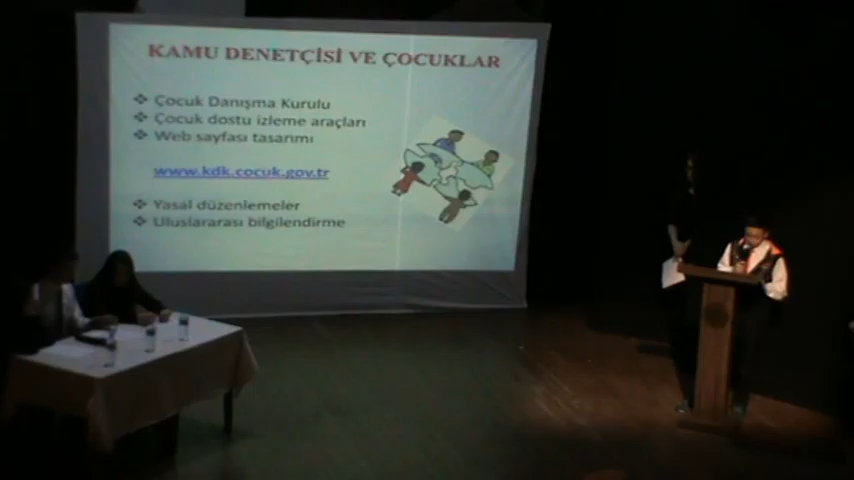 KAMU DENETÇİSİ VE ÇOCUKLAR
❖ Çocuk Danışma Kurulu
❖ Çocuk dostu izleme araçları
❖ Web sayfası tasarımı
www.kdk.cocuk.gov.tr
❖ Yasal düzenlemeler
❖ Uluslararası bilgilendirme